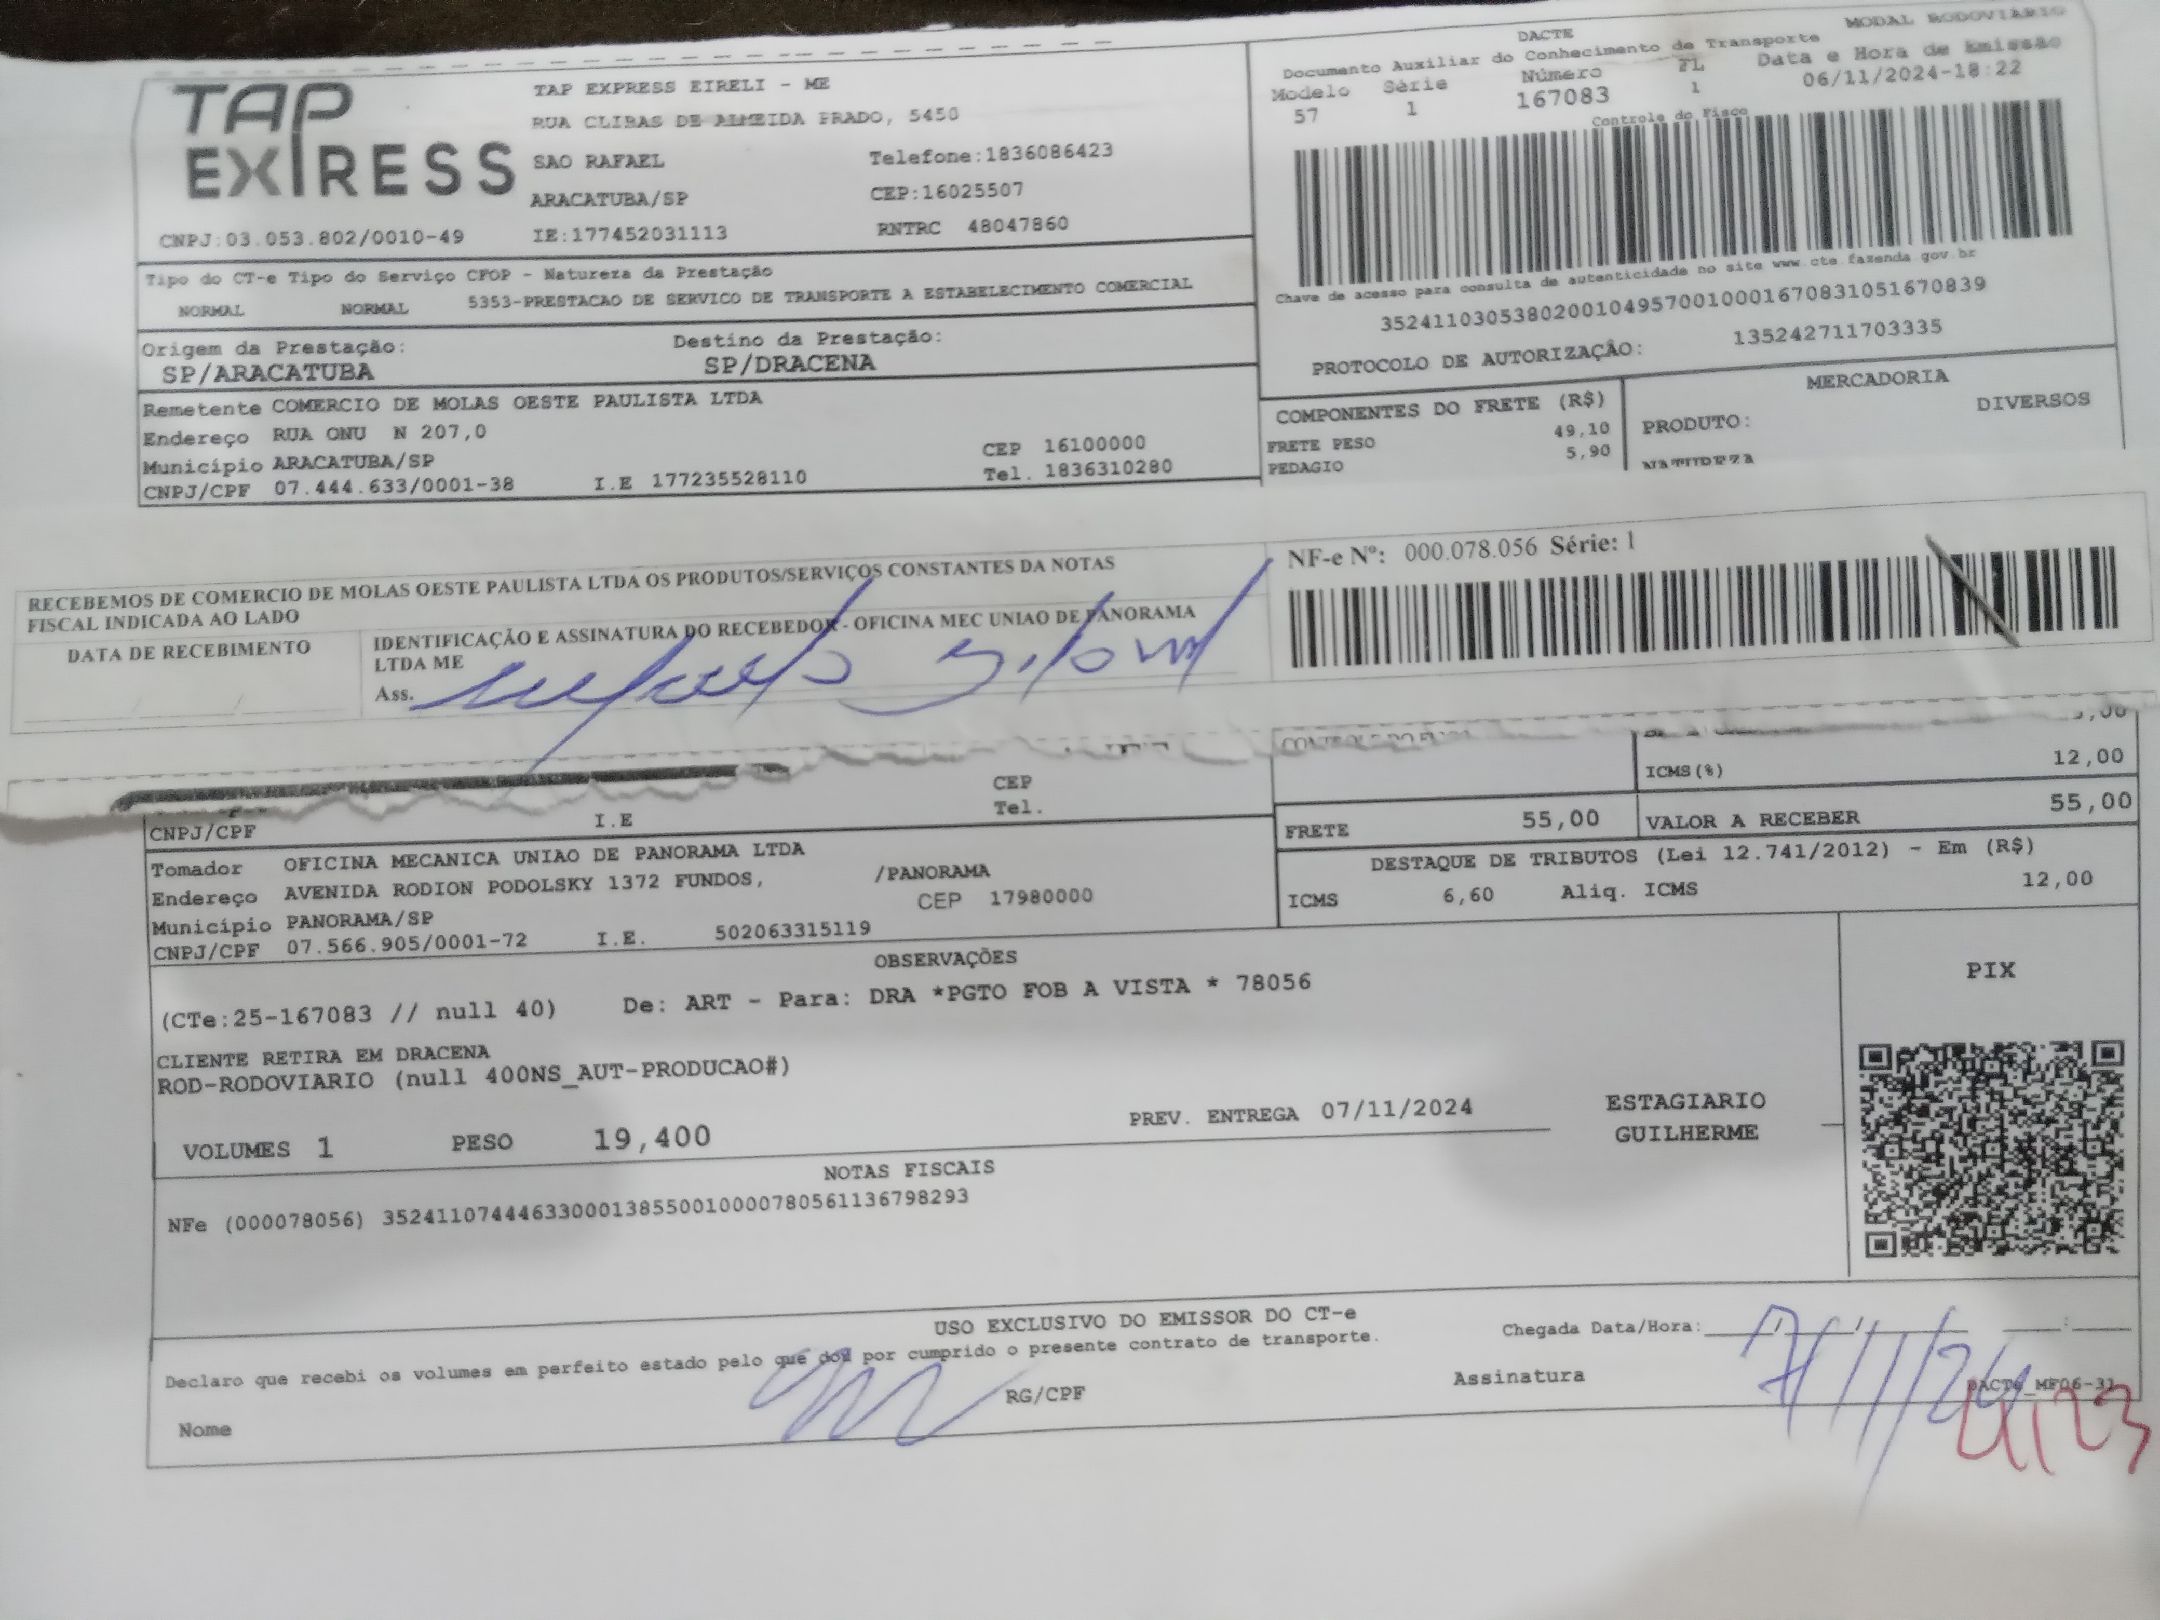 TAP EXPRESS
TAP EXPRESS EIRELI - ME
RUA CLIBAS DE ALMEIDA PRADO, 5450
SAO RAFAEL Telefone:1836086423
ARACATUBA/SP CEP:16025507
CNPJ:03.053.802/0010-49 IE:177452031113 RNTRC 48047860
DACTE MODAL RODOVIÁRIO
Documento Auxiliar do Conhecimento de Transporte
Modelo Série Número FL Data e Hora de Emissão
57 1 167083 1 06/11/2024-18:22
Controle do Fisco
Chave de acesso para consulta de autenticidade no site www.cte.fazenda.gov.br
35241103053802001049570010001670831051670839
PROTOCOLO DE AUTORIZAÇÃO: 135242711703335
Tipo do CT-e Tipo do Serviço CFOP - Natureza da Prestação
NORMAL NORMAL 5353-PRESTACAO DE SERVICO DE TRANSPORTE A ESTABELECIMENTO COMERCIAL
Origem da Prestação: Destino da Prestação:
SP/ARACATUBA SP/DRACENA
Remetente COMERCIO DE MOLAS OESTE PAULISTA LTDA
Endereço RUA ONU N 207,0
Município ARACATUBA/SP CEP 16100000
CNPJ/CPF 07.444.633/0001-38 I.E 177235528110 Tel. 1836310280
COMPONENTES DO FRETE (R$)
FRETE PESO 49,10
PEDAGIO 5,90
MERCADORIA
PRODUTO: DIVERSOS
NATUREZA
RECEBEMOS DE COMERCIO DE MOLAS OESTE PAULISTA LTDA OS PRODUTOS/SERVIÇOS CONSTANTES DA NOTAS
FISCAL INDICADA AO LADO
DATA DE RECEBIMENTO
IDENTIFICAÇÃO E ASSINATURA DO RECEBEDOR - OFICINA MEC UNIAO DE PANORAMA
LTDA ME
Ass.
NF-e Nº: 000.078.056 Série: 1
CEP
Tel.
CNPJ/CPF I.E
ICMS(%) 12,00
FRETE 55,00 VALOR A RECEBER 55,00
Tomador OFICINA MECANICA UNIAO DE PANORAMA LTDA
Endereço AVENIDA RODION PODOLSKY 1372 FUNDOS, /PANORAMA
Município PANORAMA/SP CEP 17980000
CNPJ/CPF 07.566.905/0001-72 I.E. 502063315119
DESTAQUE DE TRIBUTOS (Lei 12.741/2012) - Em (R$)
ICMS 6,60 Aliq. ICMS 12,00
OBSERVAÇÕES
(CTe:25-167083 // null 40) De: ART - Para: DRA *PGTO FOB A VISTA * 78056
CLIENTE RETIRA EM DRACENA
ROD-RODOVIARIO (null 400NS_AUT-PRODUCAO#)
VOLUMES 1 PESO 19,400 PREV. ENTREGA 07/11/2024
ESTAGIARIO
GUILHERME
PIX
NOTAS FISCAIS
NFe (000078056) 35241107444633000138550010000780561136798293
USO EXCLUSIVO DO EMISSOR DO CT-e
Declaro que recebi os volumes em perfeito estado pelo que dou por cumprido o presente contrato de transporte.
Chegada Data/Hora: 7/11/24
Nome RG/CPF Assinatura